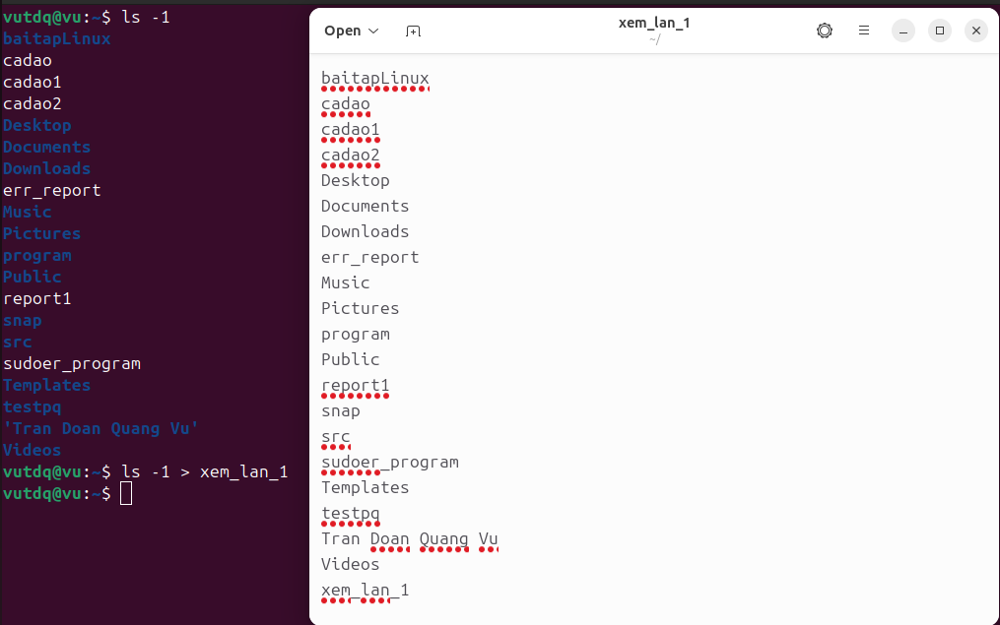 vutdq@vu:~$ ls -1
baitapLinux
cadao
cadao1
cadao2
Desktop
Documents
Downloads
err_report
Music
Pictures
program
Public
report1
snap
src
sudoer_program
Templates
testpq
'Tran Doan Quang Vu'
Videos
vutdq@vu:~$ ls -1 > xem_lan_1
vutdq@vu:~$
Open
xem_lan_1
~/
baitapLinux
cadao
cadao1
cadao2
Desktop
Documents
Downloads
err_report
Music
Pictures
program
Public
report1
snap
src
sudoer_program
Templates
testpq
Tran Doan Quang Vu
Videos
xem_lan_1